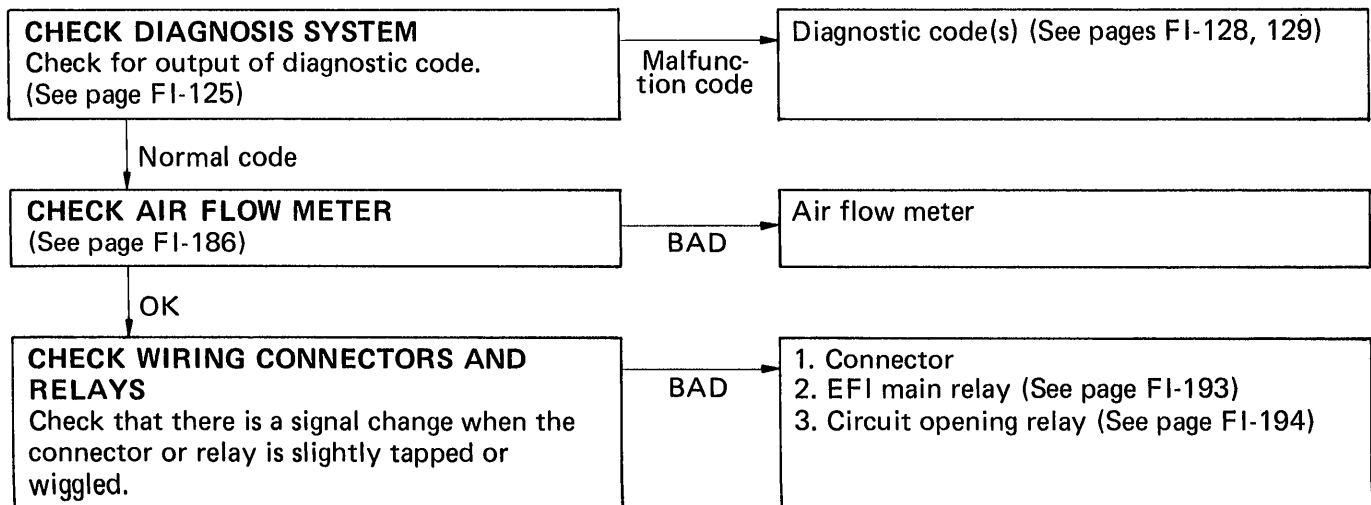 CHECK DIAGNOSIS SYSTEM
Check for output of diagnostic code.
(See page FI-125)
Malfunc-
tion code
Diagnostic code(s) (See pages FI-128, 129)
Normal code
CHECK AIR FLOW METER
(See page FI-186)
BAD
Air flow meter
OK
CHECK WIRING CONNECTORS AND
RELAYS
Check that there is a signal change when the
connector or relay is slightly tapped or
wiggled.
BAD
1. Connector
2. EFI main relay (See page FI-193)
3. Circuit opening relay (See page FI-194)